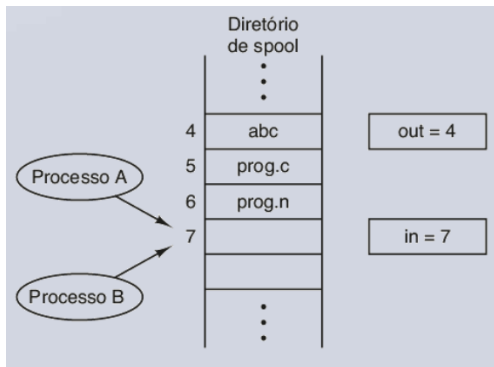 Diretório
de spool
4 abc out = 4
5 prog.c
Processo A
6 prog.n
7 in = 7
Processo B